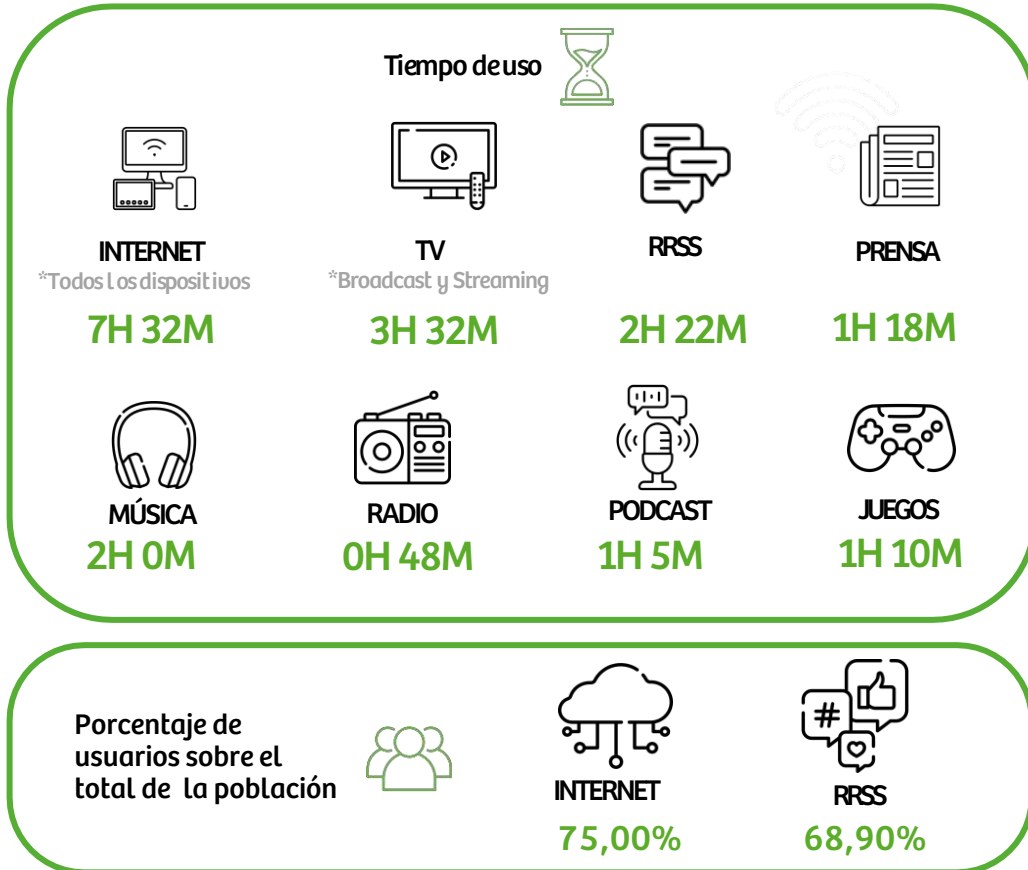 Tiempo de uso
INTERNET
*Todos los dispositivos
7H 32M
TV
*Broadcast y Streaming
3H 32M
RRSS
2H 22M
PRENSA
1H 18M
MÚSICA
2H 0M
RADIO
0H 48M
PODCAST
1H 5M
JUEGOS
1H 10M
Porcentaje de
usuarios sobre el
total de la población
INTERNET
75,00%
#
RRSS
68,90%